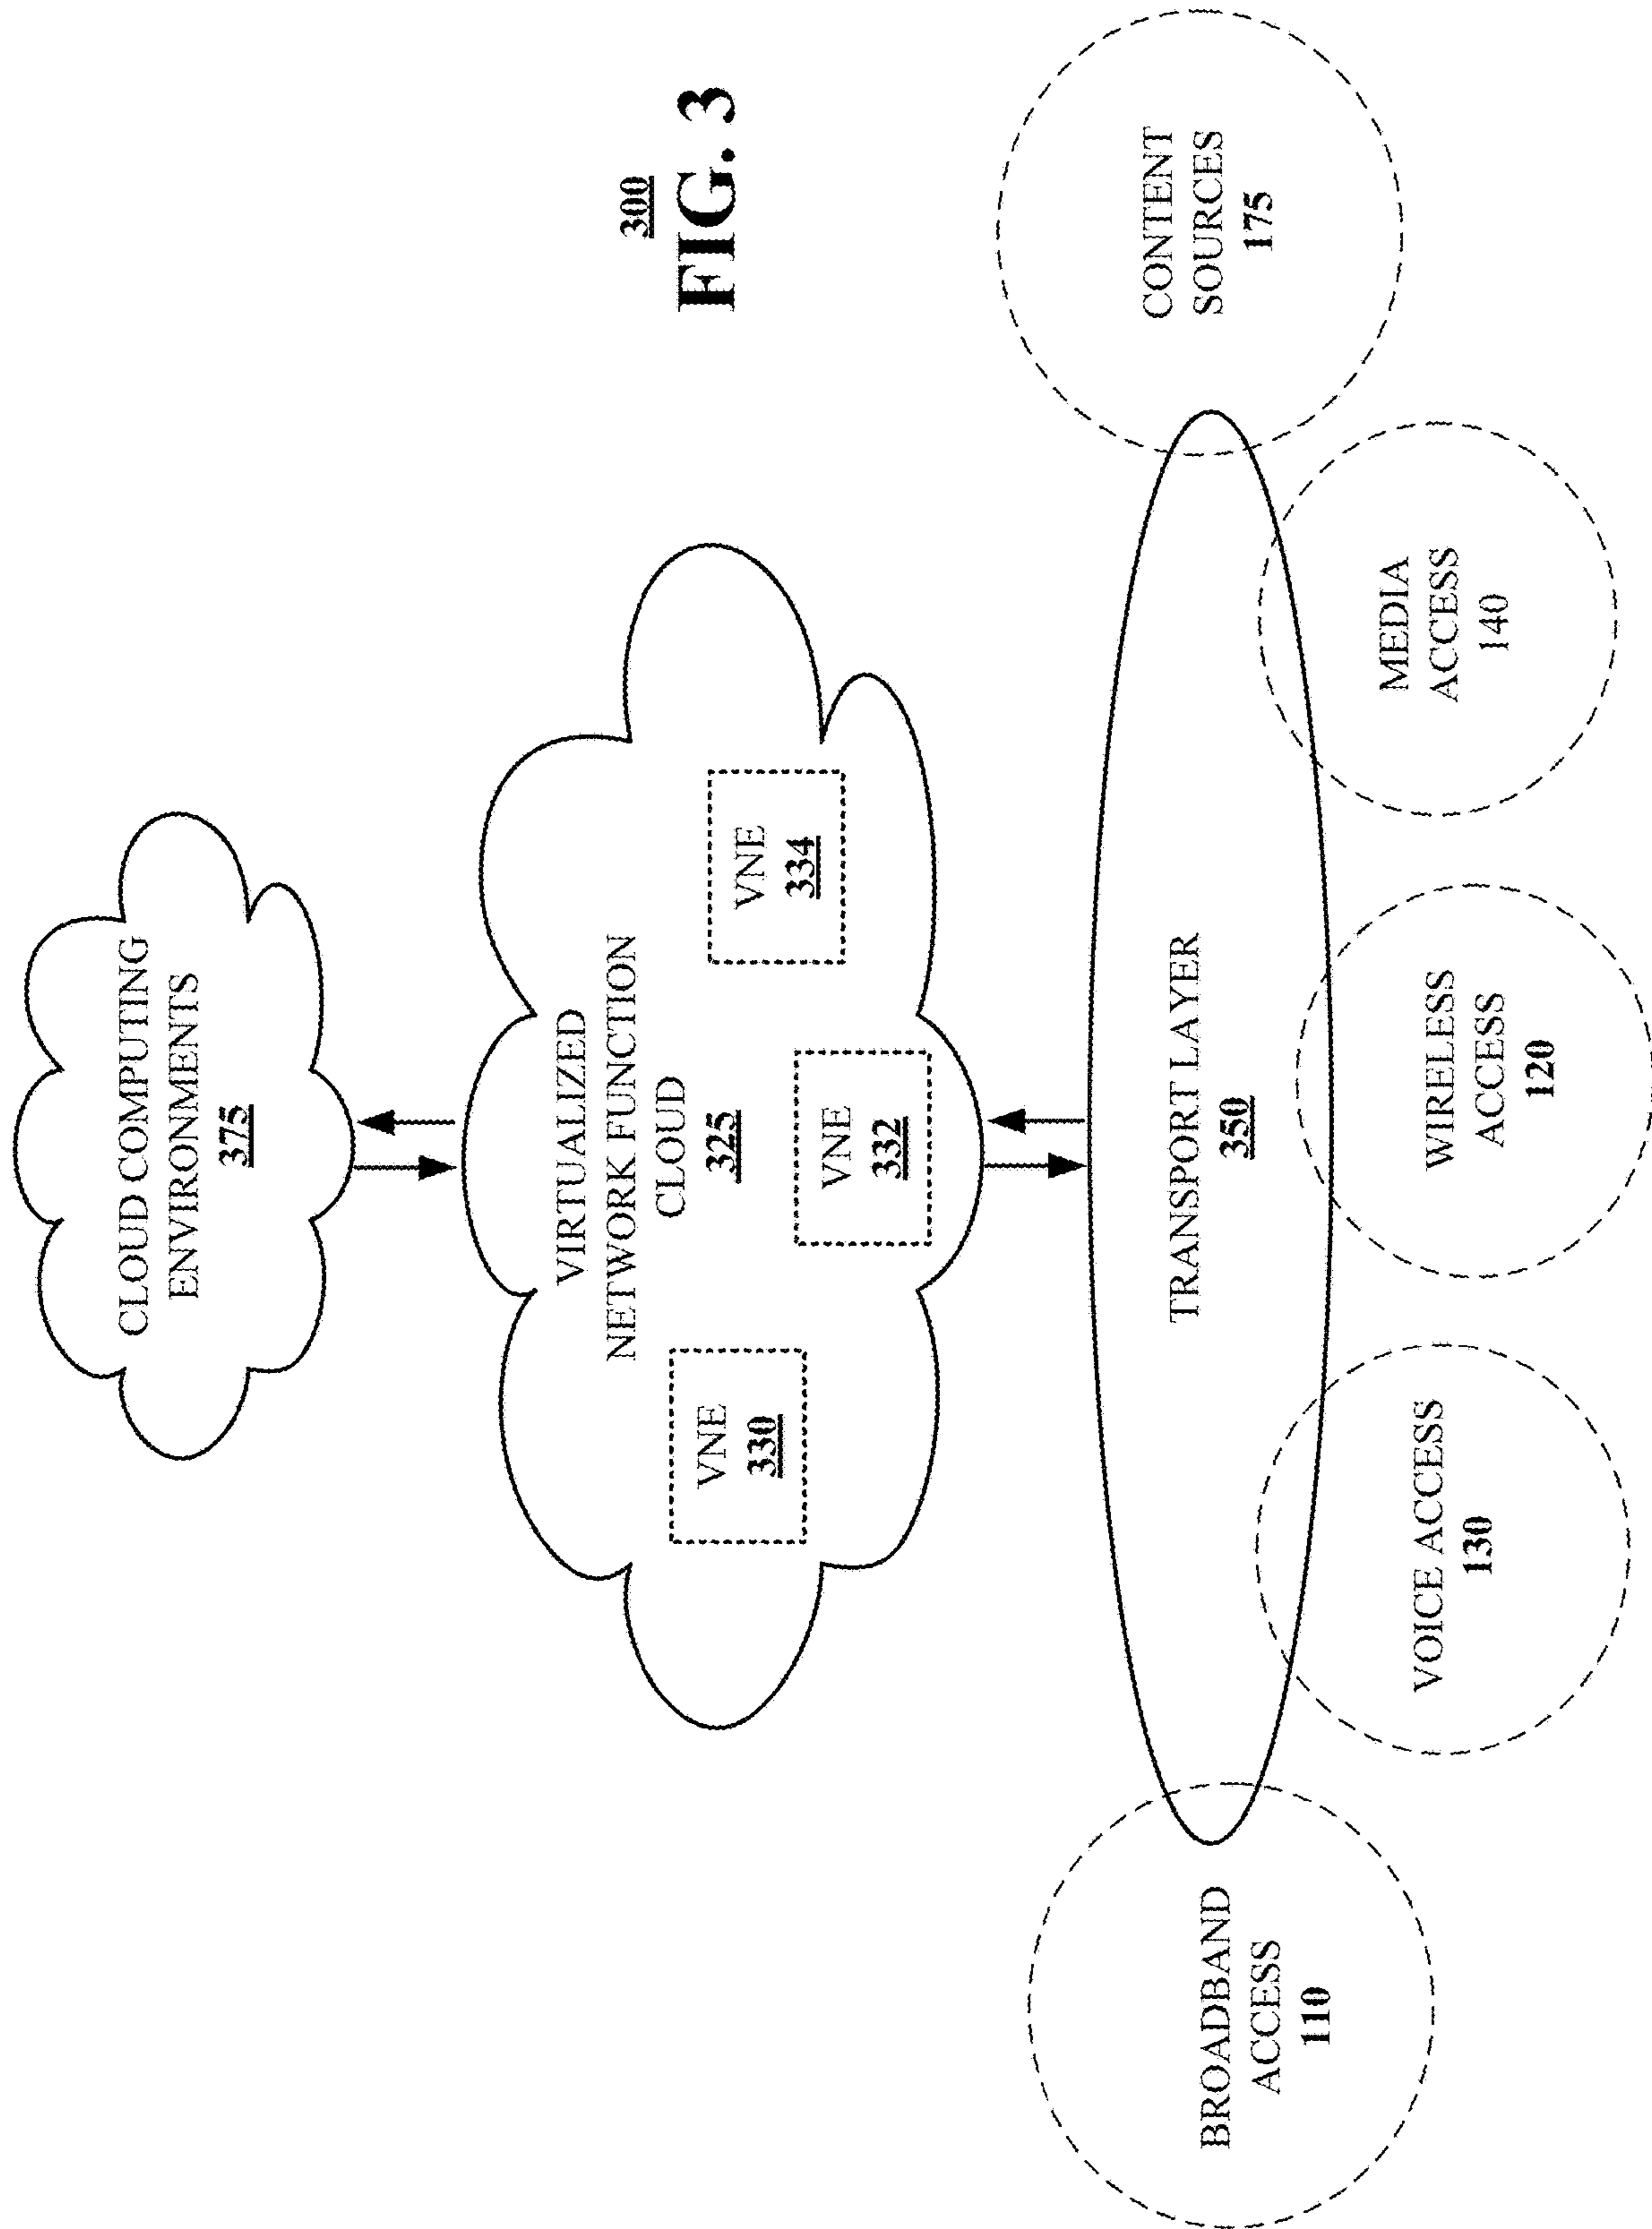 CLOUD COMPUTING
ENVIRONMENTS
375
VIRTUALIZED
NETWORK FUNCTION
CLOUD
325
VNE
330
VNE
332
VNE
334
TRANSPORT LAYER
350
BROADBAND
ACCESS
110
VOICE ACCESS
130
WIRELESS
ACCESS
120
MEDIA
ACCESS
140
CONTENT
SOURCES
175
300
FIG. 3